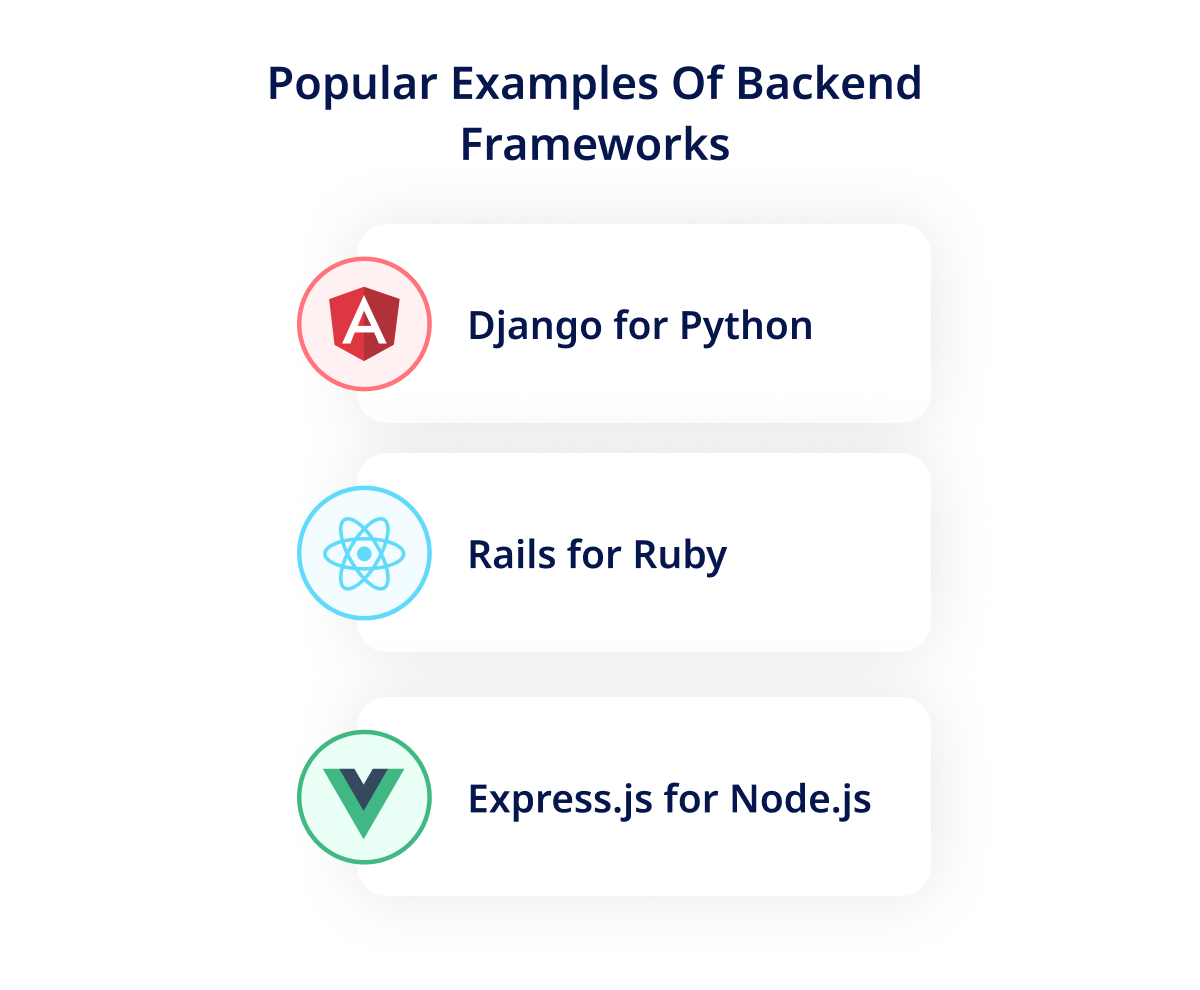 Popular Examples Of Backend
Frameworks
Django for Python
Rails for Ruby
Express.js for Node.js